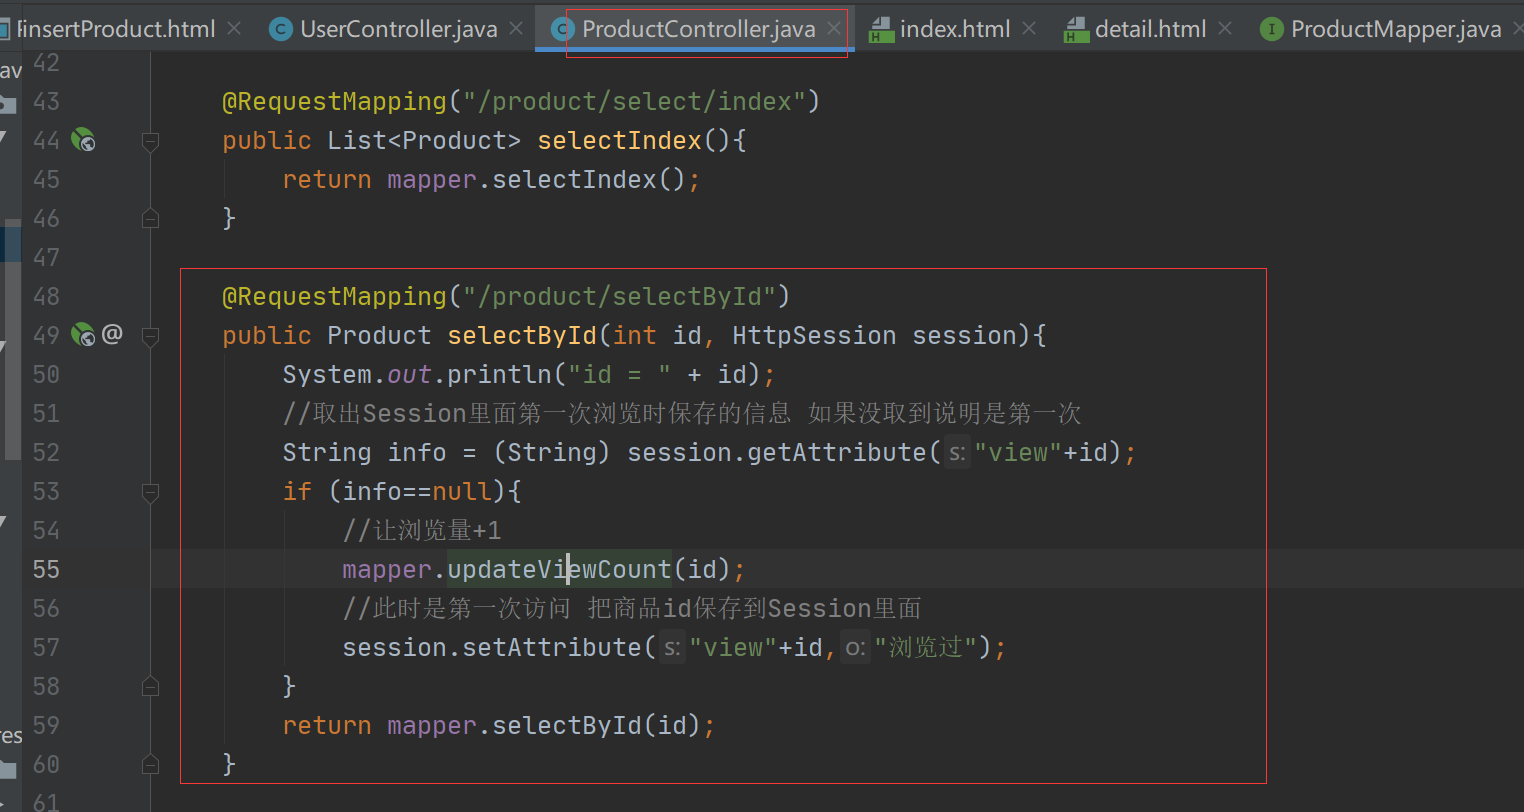 insertProduct.html UserController.java ProductController.java index.html detail.html ProductMapper.java
42
43 @RequestMapping("/product/select/index")
44 public List<Product> selectIndex(){
45 return mapper.selectIndex();
46 }
47
48 @RequestMapping("/product/selectById")
49 public Product selectById(int id, HttpSession session){
50 System.out.println("id = " + id);
51 //取出Session里面第一次浏览时保存的信息 如果没取到说明是第一次
52 String info = (String) session.getAttribute( s: "view"+id);
53 if (info==null){
54 //让浏览量+1
55 mapper.updateViewCount(id);
56 //此时是第一次访问 把商品id保存到Session里面
57 session.setAttribute( s: "view"+id, o: "浏览过");
58 }
59 return mapper.selectById(id);
60 }
61